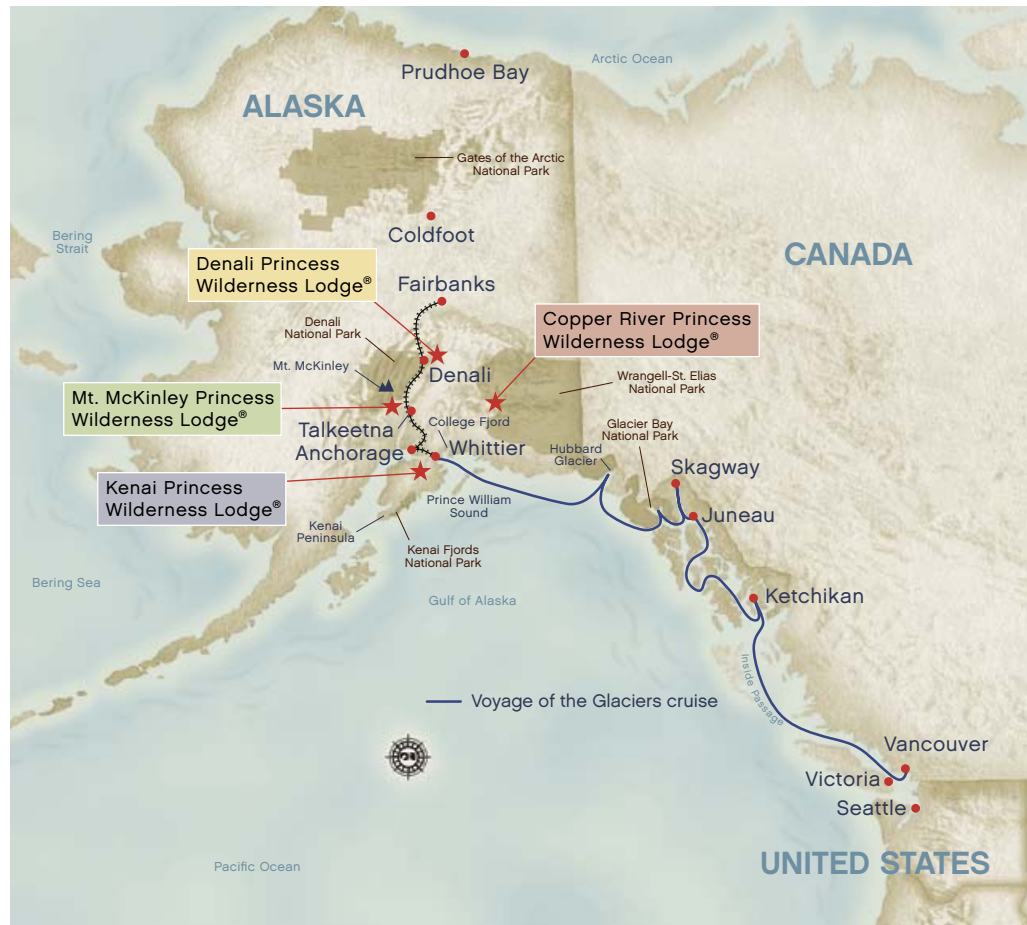 Prudhoe Bay
Arctic Ocean
ALASKA
Gates of the Arctic
National Park
Coldfoot
Bering
Strait
CANADA
Denali Princess
Wilderness Lodge®
Fairbanks
Copper River Princess
Wilderness Lodge®
Denali
National Park
Mt. McKinley
Denali
Wrangell-St. Elias
National Park
Mt. McKinley Princess
Wilderness Lodge®
Talkeetna
College Fjord
Glacier Bay
National Park
Anchorage
Whittier
Hubbard
Glacier
Skagway
Kenai Princess
Wilderness Lodge®
Prince William
Sound
Juneau
Kenai
Peninsula
Kenai Fjords
National Park
Bering Sea
Gulf of Alaska
Ketchikan
Inside Passage
Voyage of the Glaciers cruise
Vancouver
Victoria
Seattle
Pacific Ocean
UNITED STATES